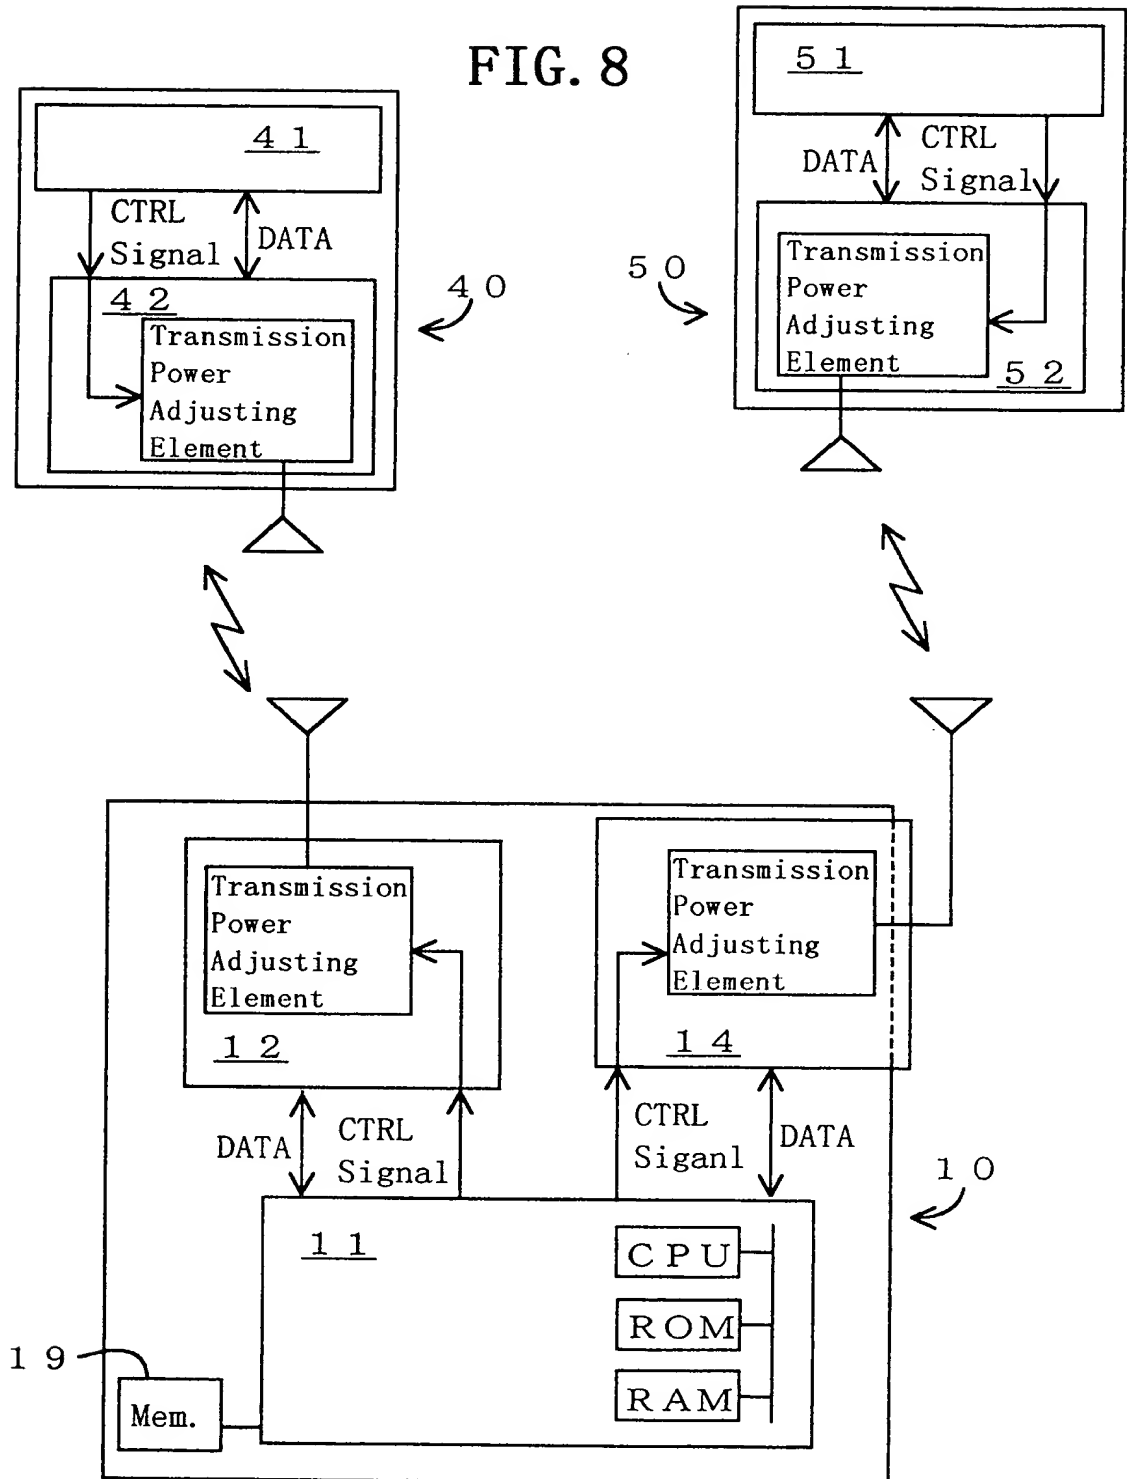 FIG. 8
51
DATA
CTRL
Signal
Transmission
Power
Adjusting
Element
52
50
41
CTRL
Signal
DATA
42
Transmission
Power
Adjusting
Element
40
Transmission
Power
Adjusting
Element
12
DATA
CTRL
Signal
Transmission
Power
Adjusting
Element
14
CTRL
Siganl
DATA
10
11
CPU
ROM
RAM
19
Mem.